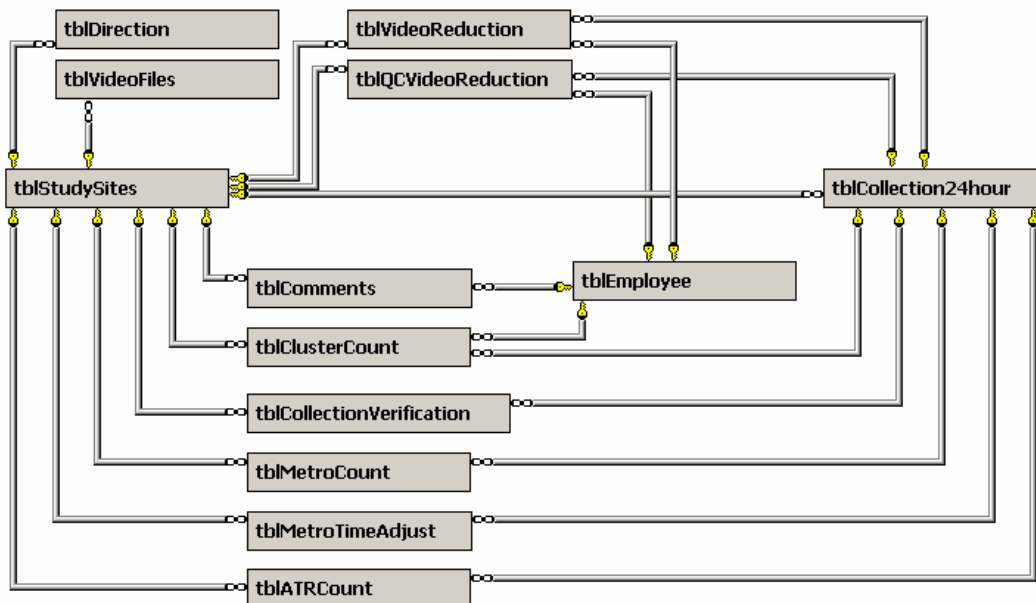 tblDirection
tblVideoReduction
tblVideoFiles
tblQCVideoReduction
tblStudySites
tblCollection24hour
tblComments
tblEmployee
tblClusterCount
tblCollectionVerification
tblMetroCount
tblMetroTimeAdjust
tblATRCount